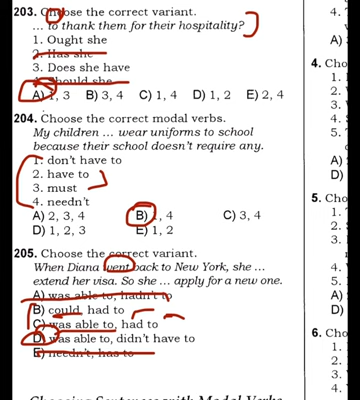 203. Choose the correct variant.
... to thank them for their hospitality?
1. Ought she
2. Has she
3. Does she have
4. Should she
A) 1, 3 B) 3, 4 C) 1, 4 D) 1, 2 E) 2, 4
204. Choose the correct modal verbs.
My children ... wear uniforms to school
because their school doesn't require any.
1. don't have to
2. have to
3. must
4. needn't
A) 2, 3, 4 B) 1, 4 C) 3, 4
D) 1, 2, 3 E) 1, 2
205. Choose the correct variant.
When Diana went back to New York, she ...
extend her visa. So she ... apply for a new one.
A) was able to, hadn't to
B) could, had to
C) was able to, had to
D) was able to, didn't have to
E) needn't, has to
4.
A)
4. Cho
1.
2.
3.
4.
5.
A)
D)
5. Cho
1.
2.
3.
4.
5.
A)
D)
6. Cho
1.
2.
3.
4.